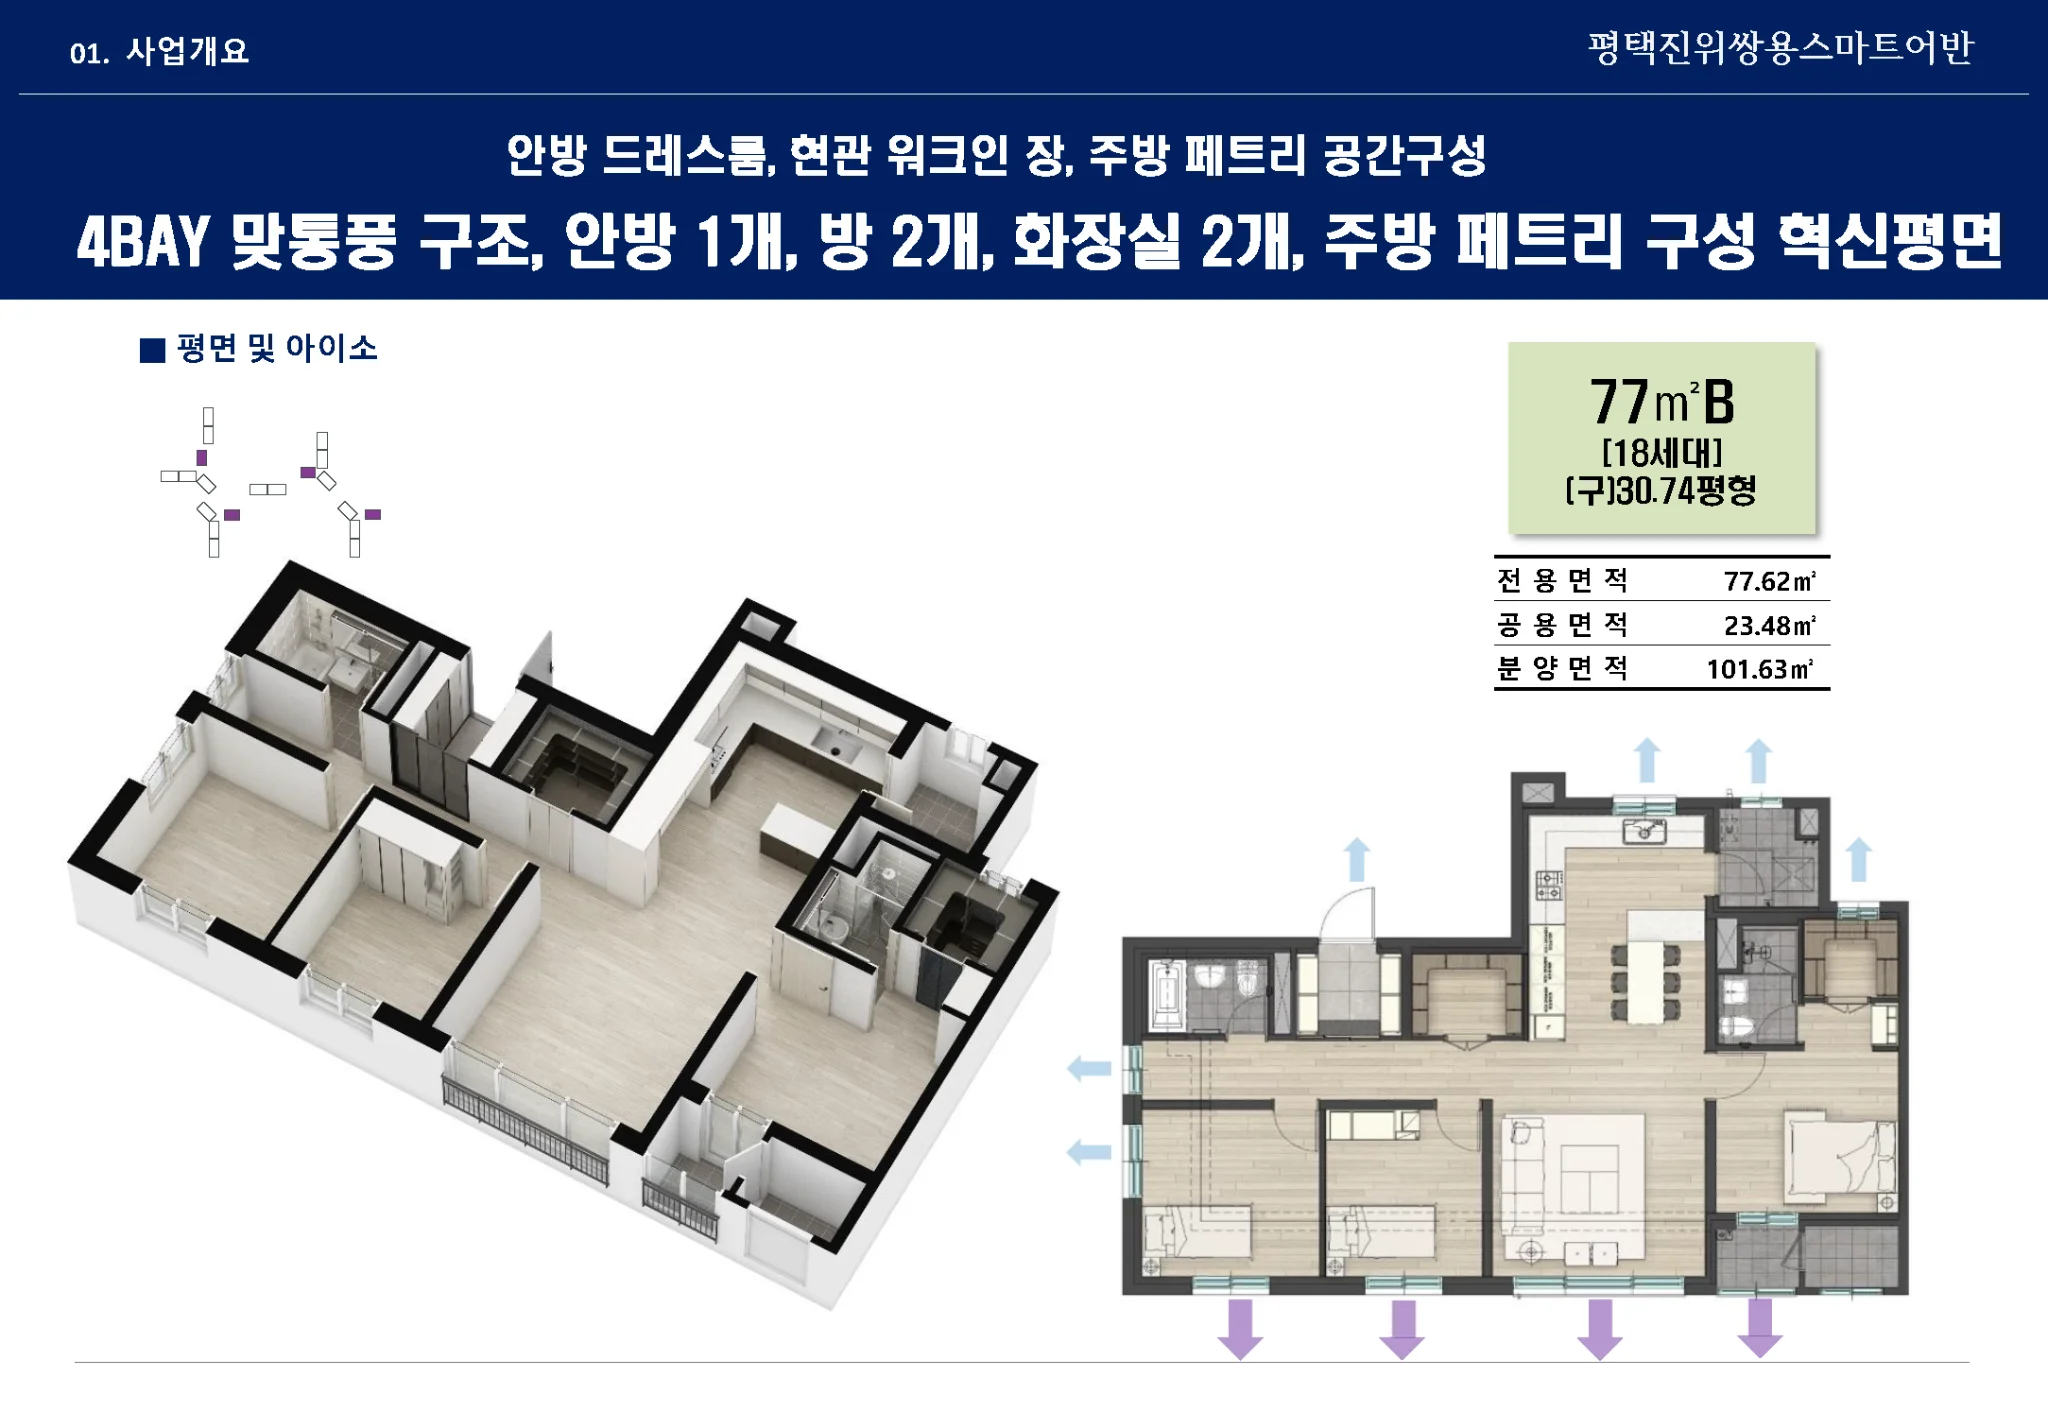 01. 사업개요
평택진위쌍용스마트어반
안방 드레스룸, 현관 워크인 장, 주방 페트리 공간구성
4BAY 맞통풍 구조, 안방 1개, 방 2개, 화장실 2개, 주방 페트리 구성 혁신평면
■ 평면 및 아이소
77㎡B
[18세대]
(구)30.74평형
전용면적 77.62㎡
공용면적 23.48㎡
분양면적 101.63㎡